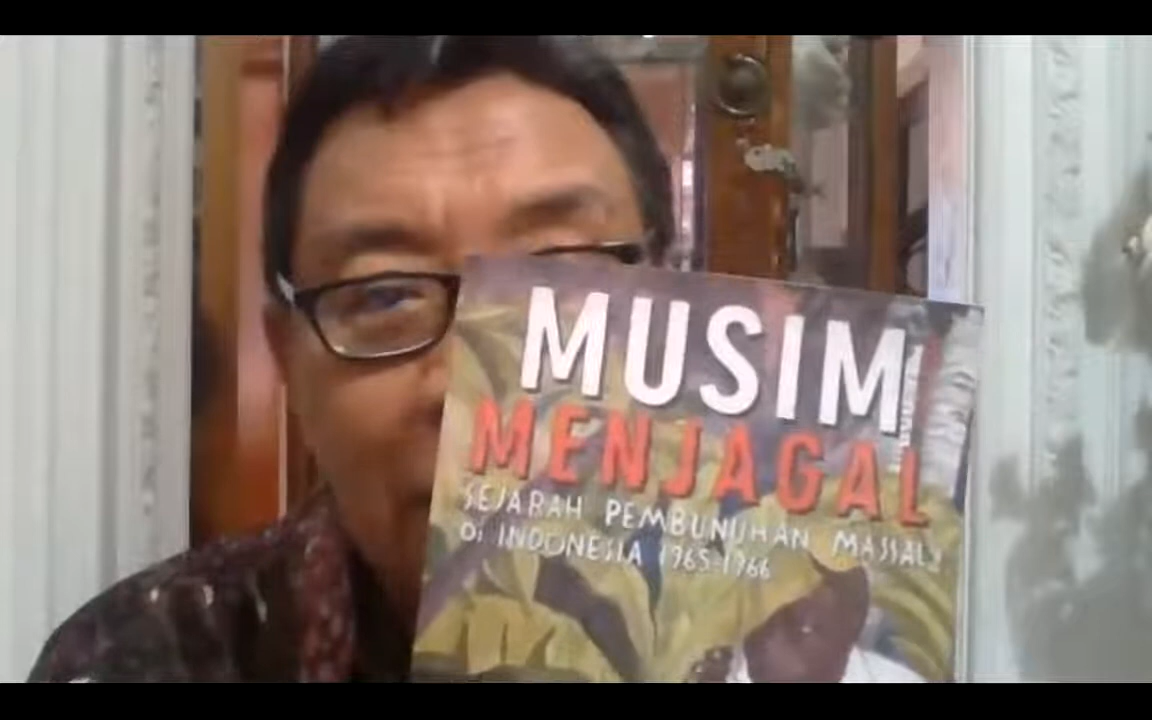 MUSIM
MENJAGAL
SEJARAH PEMBUNUHAN MASSAL
Di INDONESIA 1965-1966